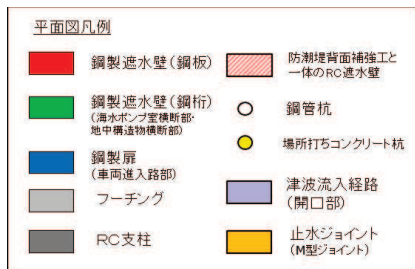 平面図凡例
鋼製遮水壁(鋼板)
鋼製遮水壁(鋼桁)
(海水ポンプ室横断部・
地中構造物横断部)
鋼製扉
(車両進入路部)
フーチング
RC支柱
防潮堤背面補強工と
一体のRC遮水壁
鋼管杭
場所打ちコンクリート杭
津波流入経路
(開口部)
止水ジョイント
(M型ジョイント)